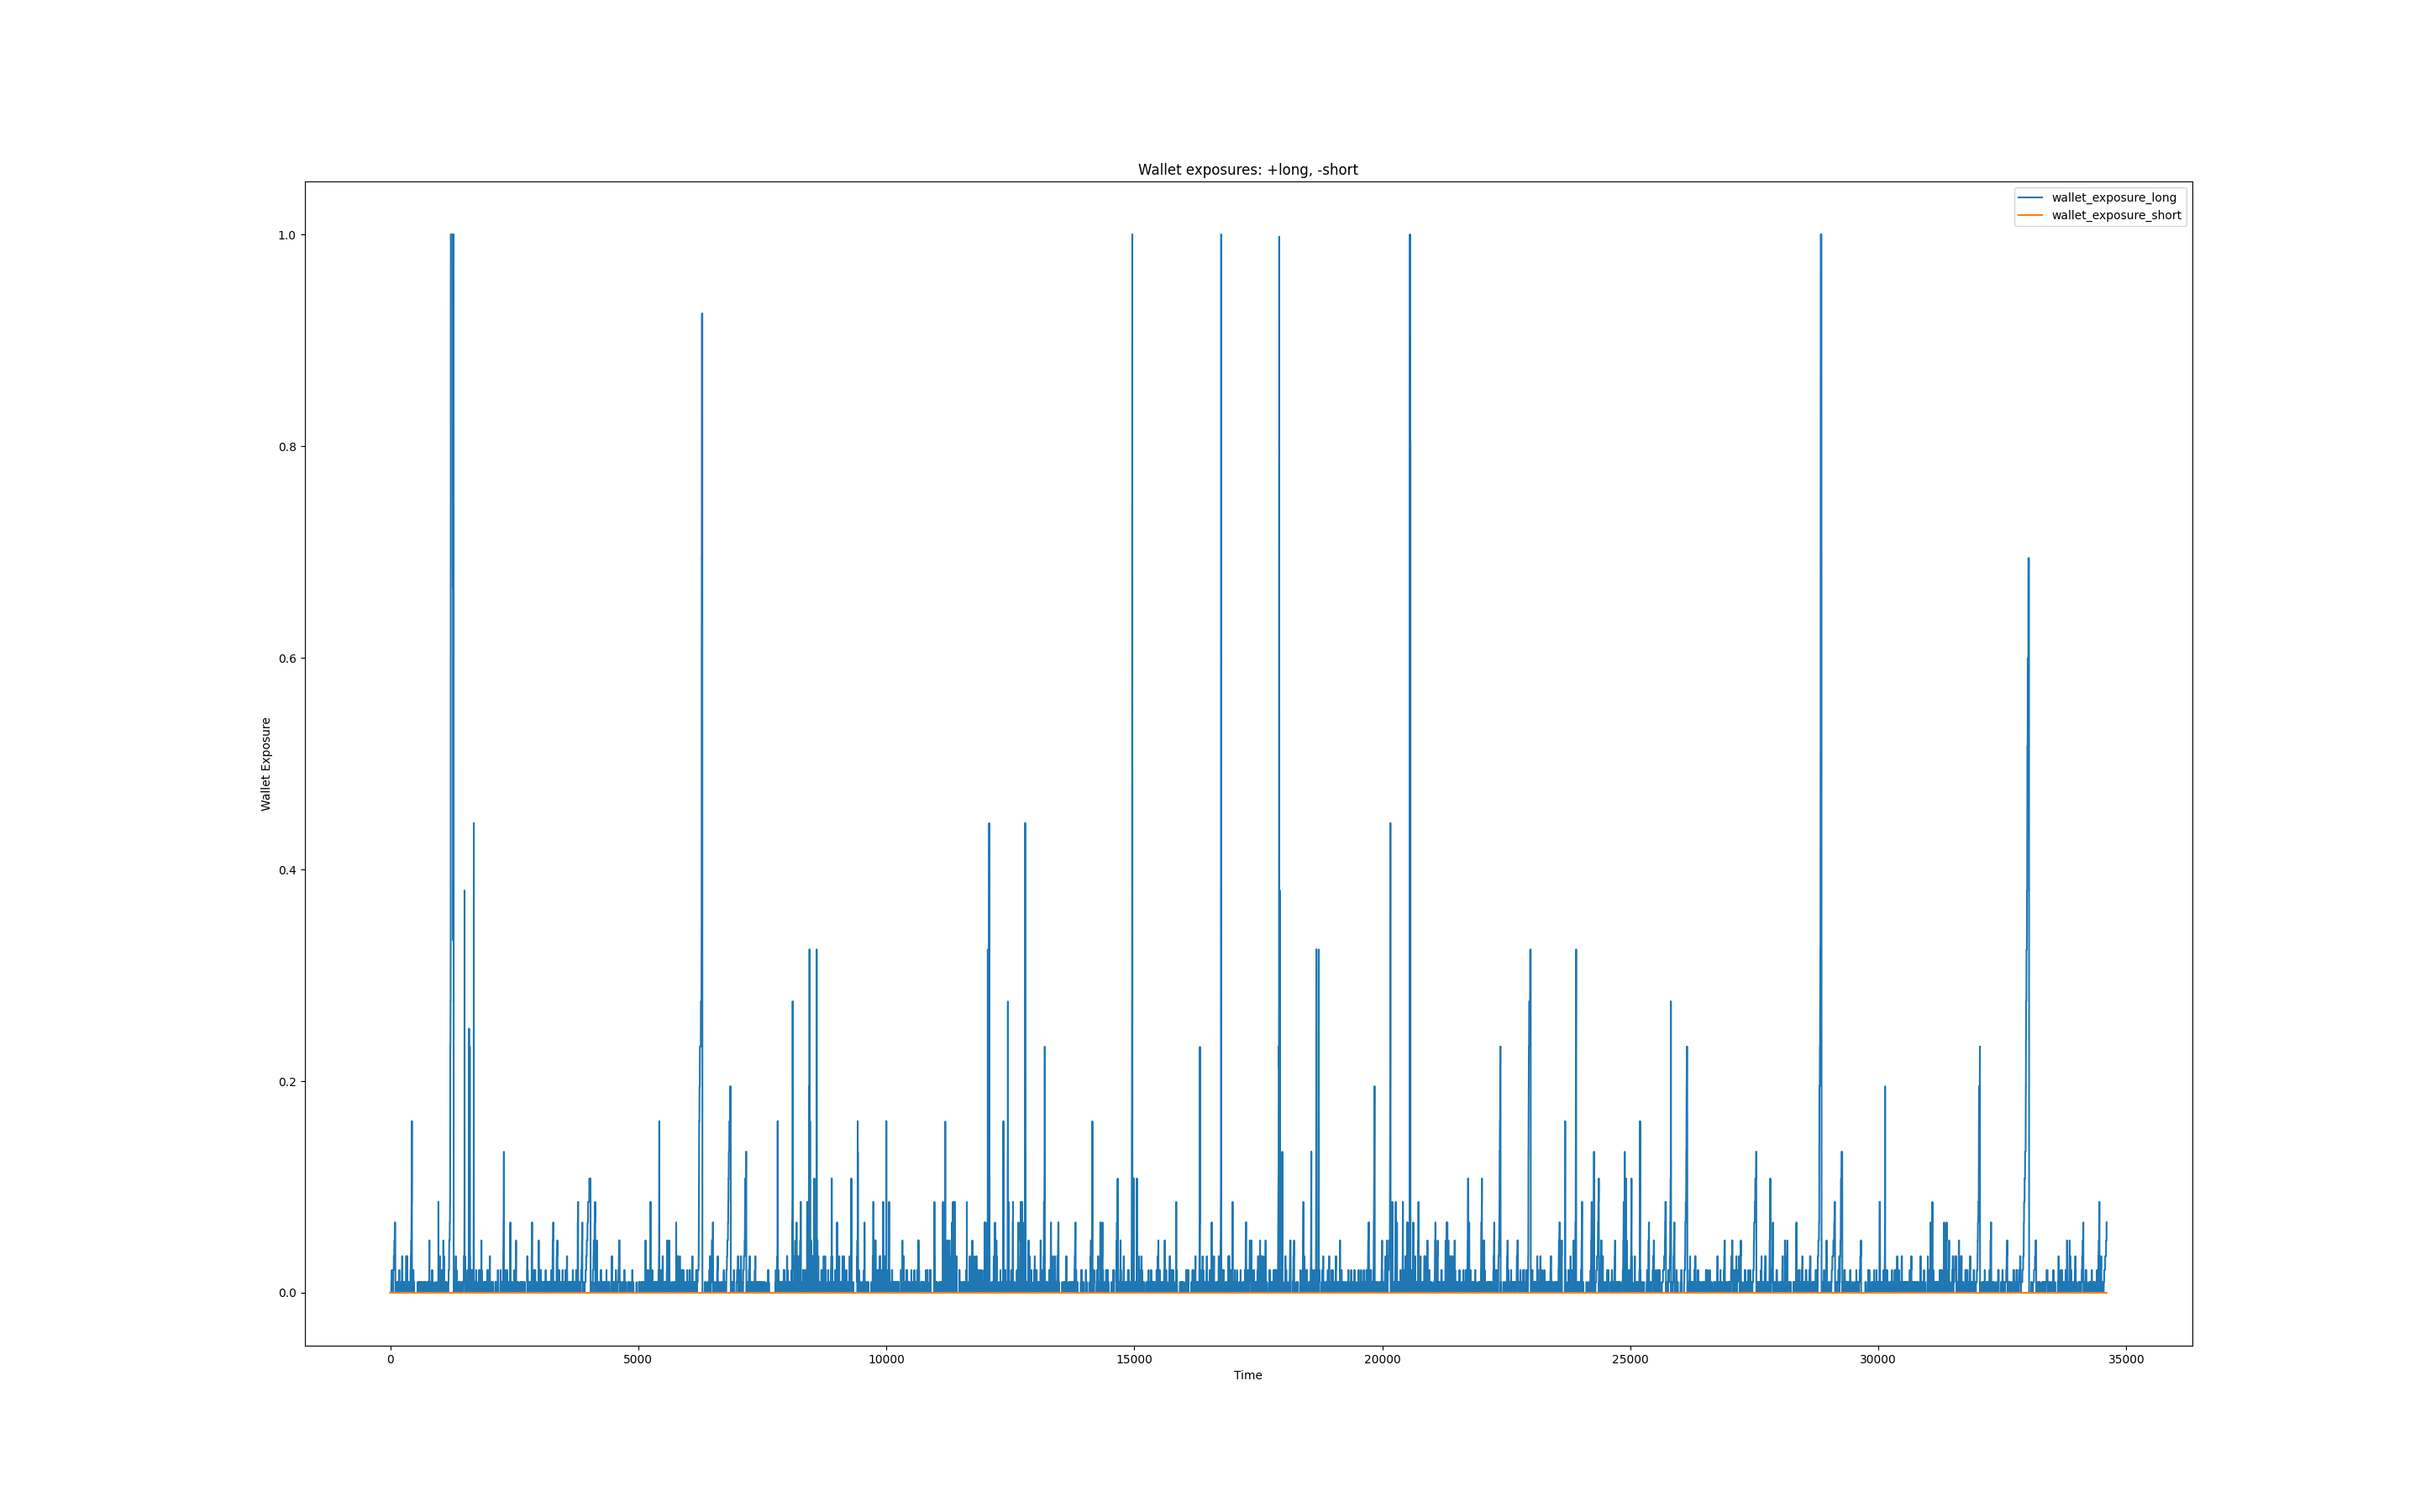 Wallet exposures: +long, -short
wallet_exposure_long
wallet_exposure_short
1.0
0.8
0.6
0.4
0.2
0.0
Wallet Exposure
0 5000 10000 15000 20000 25000 30000 35000
Time